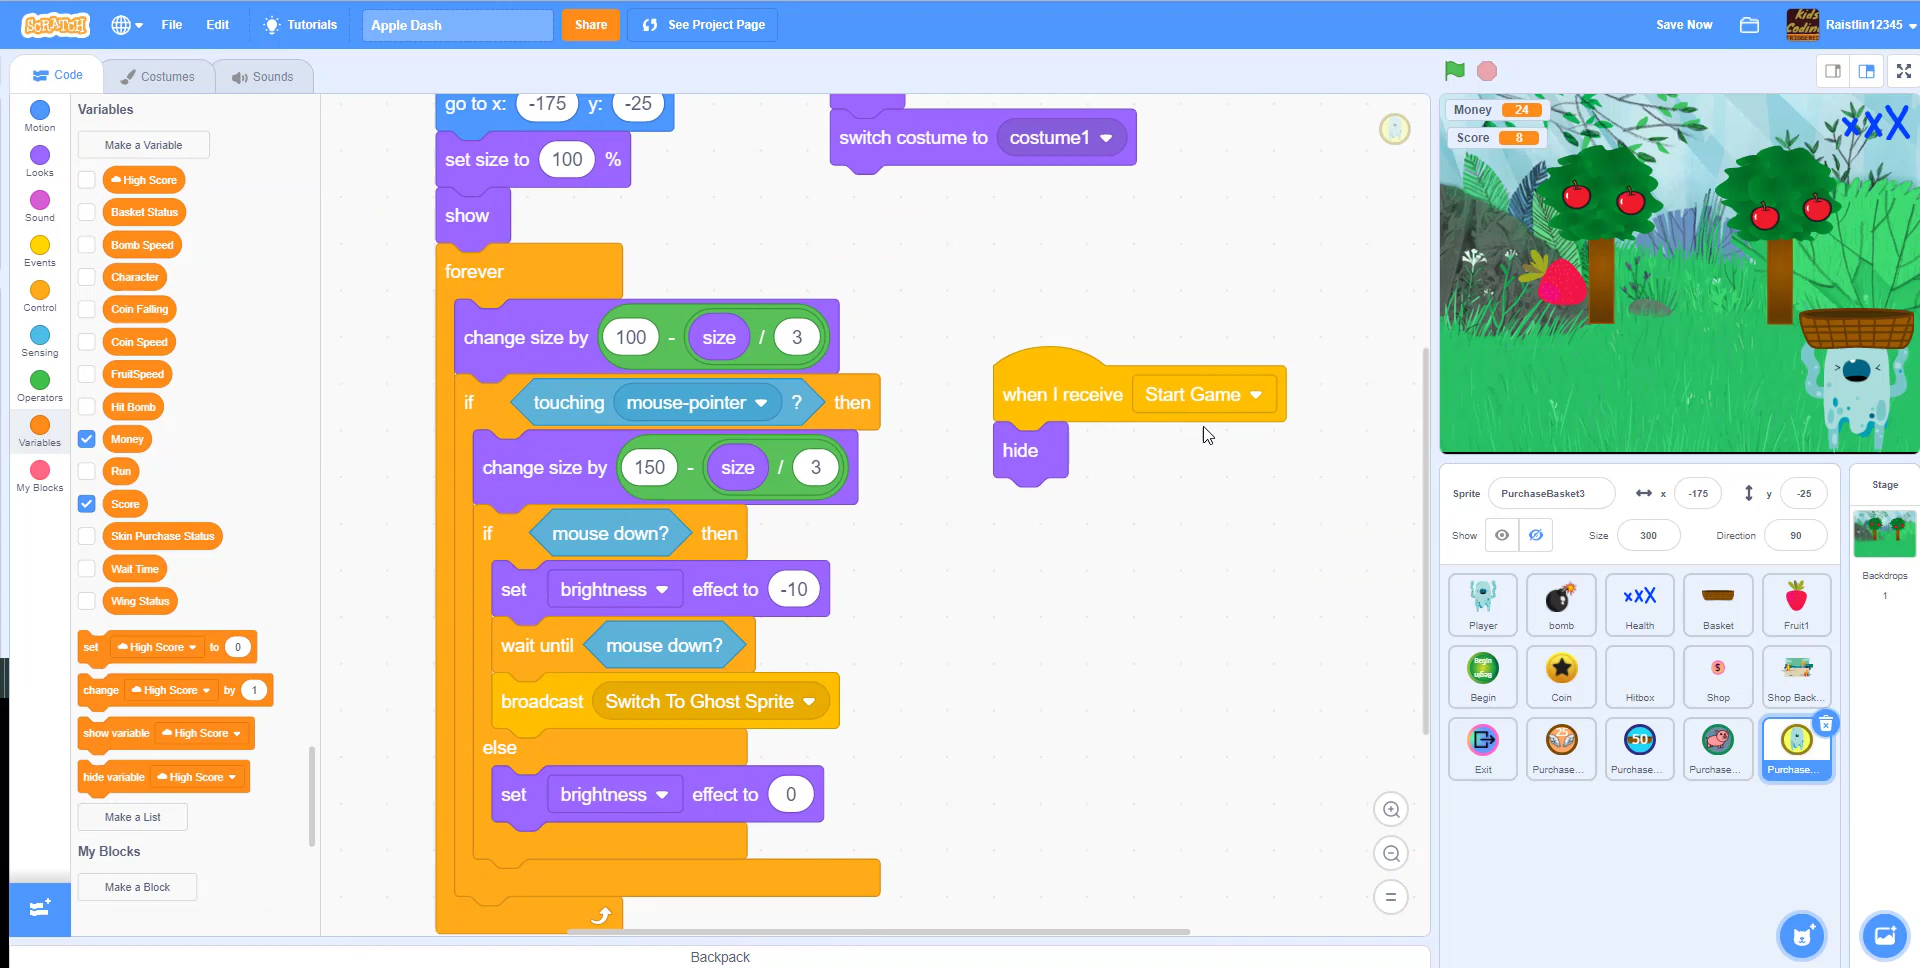 SCRATCH File Edit Tutorials Apple Dash Share See Project Page Save Now Raistlin12345
Code Costumes Sounds
Motion
Looks
Sound
Events
Control
Sensing
Operators
Variables
My Blocks
Variables
Make a Variable
High Score
Basket Status
Bomb Speed
Character
Coin Falling
Coin Speed
FruitSpeed
Hit Bomb
Money
Run
Score
Skin Purchase Status
Wait Time
Wing Status
set High Score to 0
change High Score by 1
show variable High Score
hide variable High Score
Make a List
My Blocks
Make a Block
go to x: -175 y: -25
set size to 100 %
show
forever
change size by 100 - size / 3
if touching mouse-pointer ? then
change size by 150 - size / 3
if mouse down? then
set brightness effect to -10
wait until mouse down?
broadcast Switch To Ghost Sprite
else
set brightness effect to 0
switch costume to costume1
when I receive Start Game
hide
Backpack
Money 24
Score 8
xxX
Sprite PurchaseBasket3 x -175 y -25
Show Size 300 Direction 90
Player bomb Health Basket Fruit1
Begin Coin Hitbox Shop Shop Back...
Exit Purchase... Purchase... Purchase... Purchase...
Stage
Backdrops
1